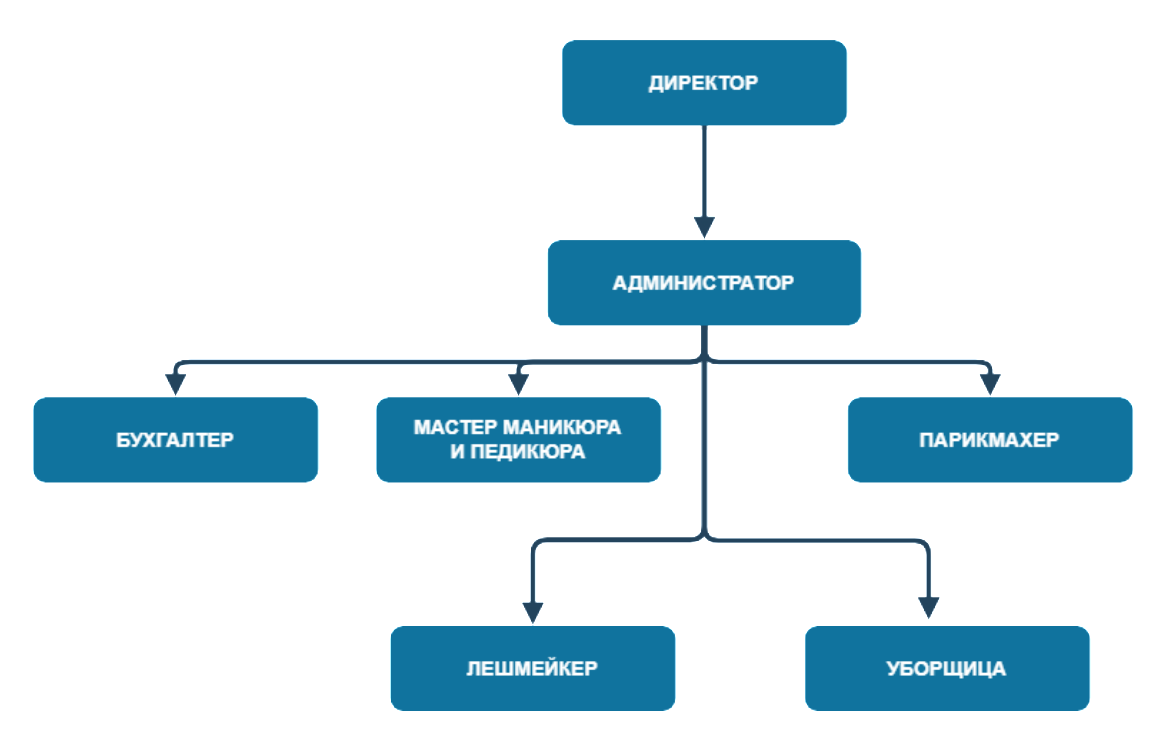 ДИРЕКТОР
АДМИНИСТРАТОР
БУХГАЛТЕР
МАСТЕР МАНИКЮРА
И ПЕДИКЮРА
ПАРИКМАХЕР
ЛЕШМЕЙКЕР
УБОРЩИЦА